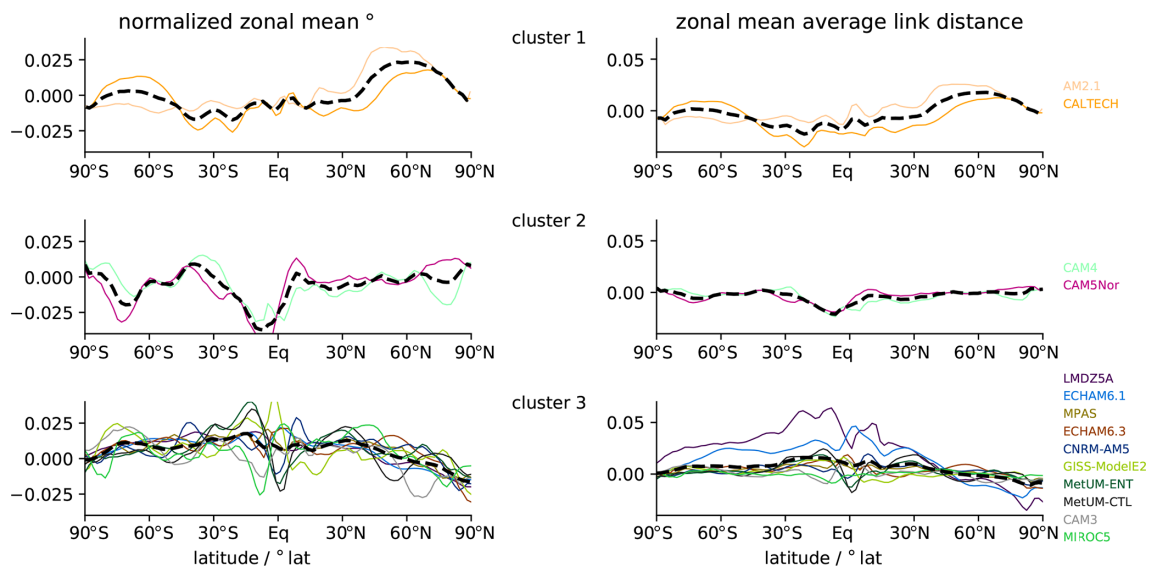 normalized zonal mean °
zonal mean average link distance
cluster 1
0.025
0.000
−0.025
90°S 60°S 30°S Eq 30°N 60°N 90°N
0.05
0.00
90°S 60°S 30°S Eq 30°N 60°N 90°N
AM2.1
CALTECH
cluster 2
0.025
0.000
−0.025
90°S 60°S 30°S Eq 30°N 60°N 90°N
0.05
0.00
90°S 60°S 30°S Eq 30°N 60°N 90°N
CAM4
CAM5Nor
cluster 3
0.025
0.000
−0.025
90°S 60°S 30°S Eq 30°N 60°N 90°N
latitude / ° lat
0.05
0.00
90°S 60°S 30°S Eq 30°N 60°N 90°N
latitude / ° lat
LMDZ5A
ECHAM6.1
MPAS
ECHAM6.3
CNRM-AM5
GISS-ModelE2
MetUM-ENT
MetUM-CTL
CAM3
MIROC5